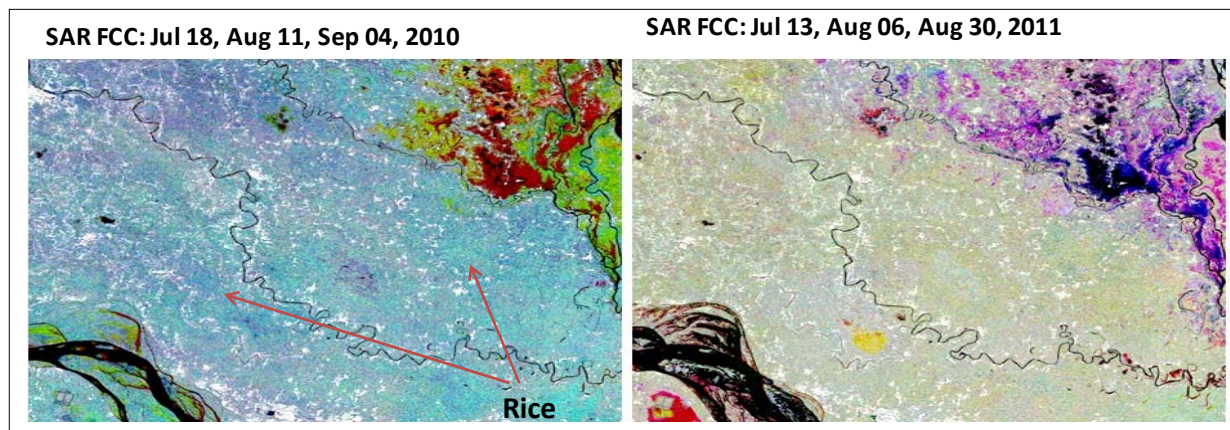 SAR FCC: Jul 18, Aug 11, Sep 04, 2010
SAR FCC: Jul 13, Aug 06, Aug 30, 2011
Rice